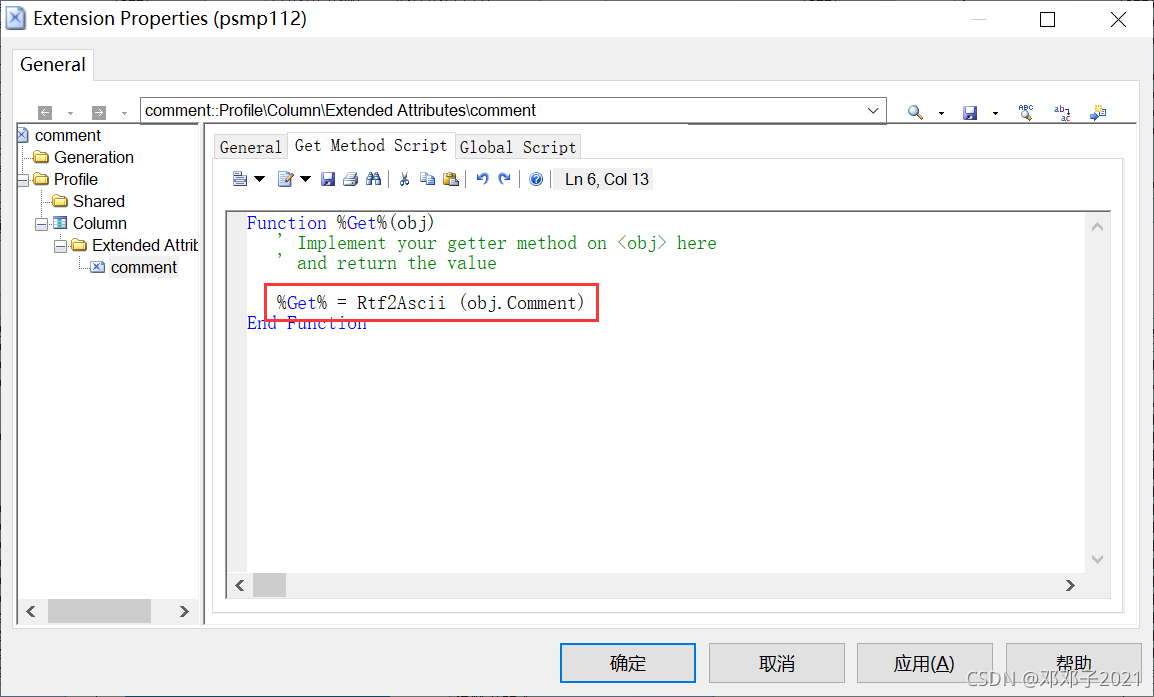 Extension Properties (psmp112)
General
comment::Profile\Column\Extended Attributes\comment
comment
Generation
Profile
Shared
Column
Extended Attrib
comment
General Get Method Script Global Script
Ln 6, Col 13
Function %Get%(obj)
' Implement your getter method on <obj> here
' and return the value
%Get% = Rtf2Ascii (obj.Comment)
End Function
确定 取消 应用(A) 帮助
CSDN @邓邓子2021